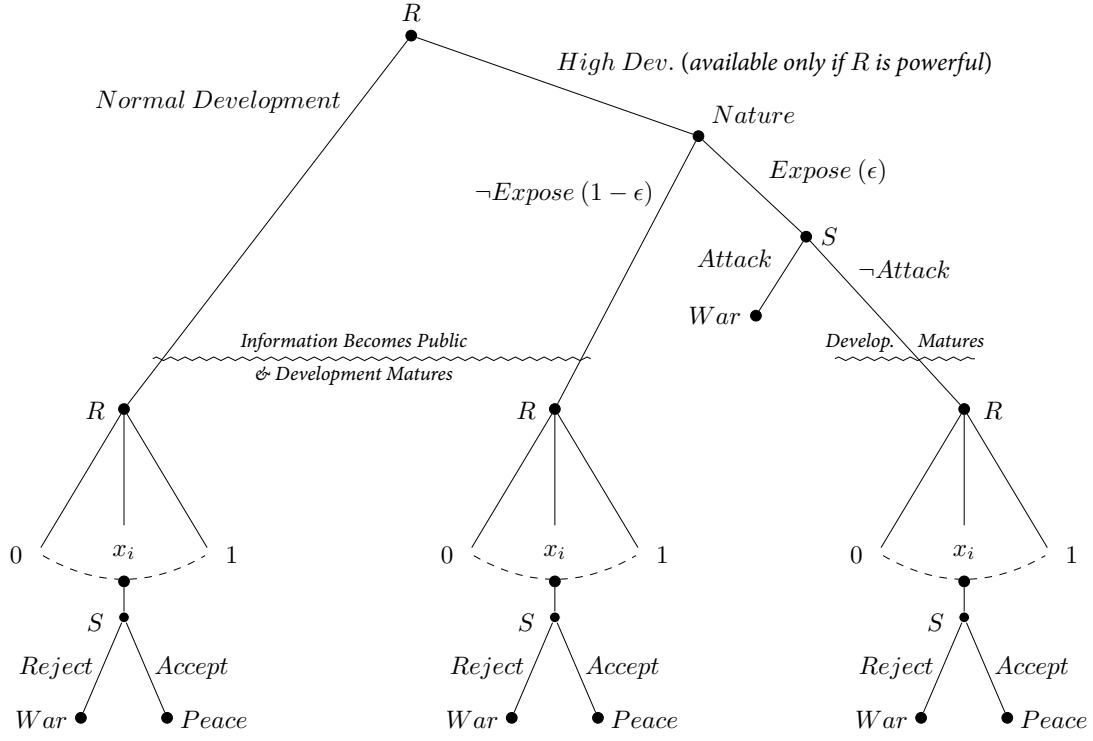 R
High Dev. (available only if R is powerful)
Normal Development
Nature
Expose (ϵ)
¬Expose (1 − ϵ)
S
Attack
¬Attack
War
Information Becomes Public
& Development Matures
Develop. Matures
R
R
R
0 x_i 1
0 x_i 1
0 x_i 1
S
S
S
Reject Accept
Reject Accept
Reject Accept
War Peace
War Peace
War Peace